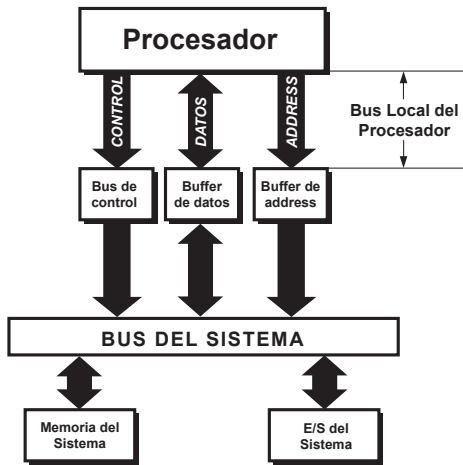 Procesador
CONTROL
DATOS
ADDRESS
Bus Local del
Procesador
Bus de
control
Buffer
de datos
Buffer de
address
BUS DEL SISTEMA
Memoria del
Sistema
E/S del
Sistema